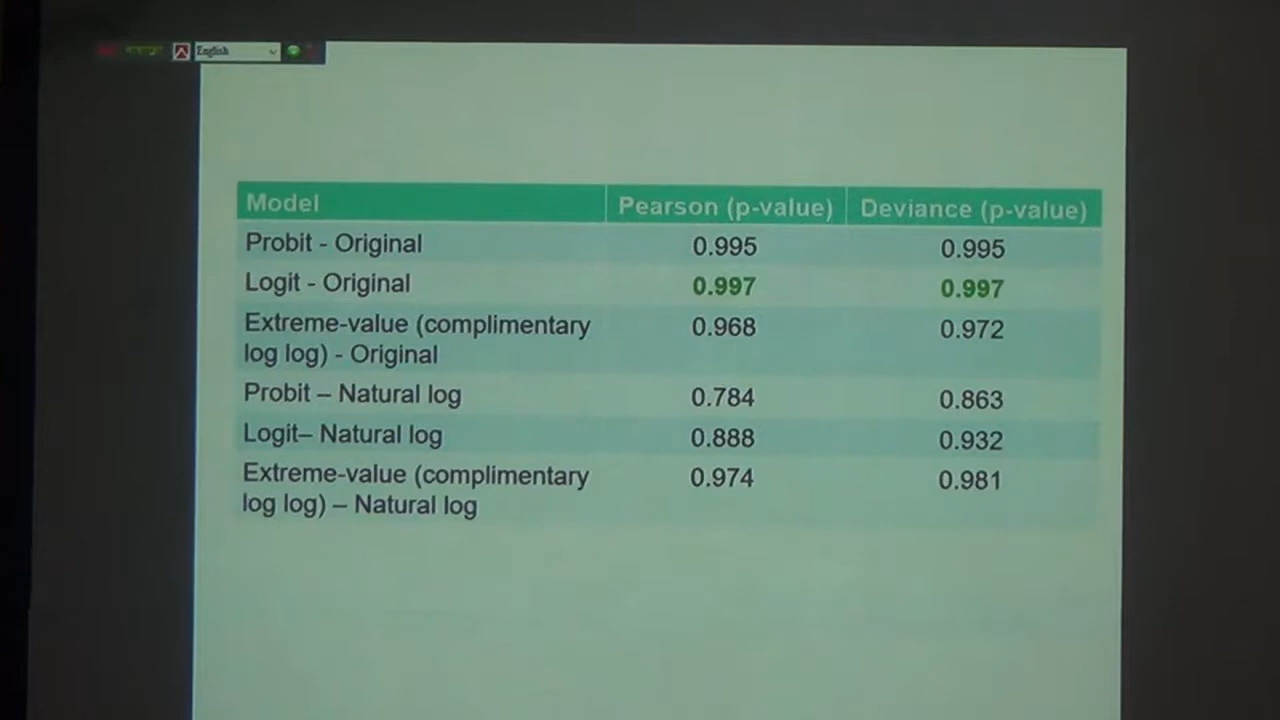 English
Model Pearson (p-value) Deviance (p-value)
Probit - Original 0.995 0.995
Logit - Original 0.997 0.997
Extreme-value (complimentary 0.968 0.972
log log) - Original
Probit – Natural log 0.784 0.863
Logit– Natural log 0.888 0.932
Extreme-value (complimentary 0.974 0.981
log log) – Natural log